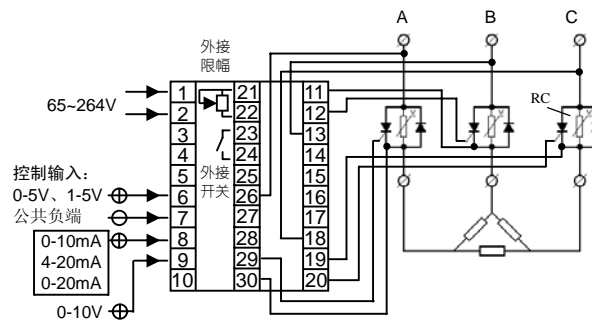 A B C
外接
限幅
RC
65~264V
1 21 11
2 22 12
3 23 13
4 24 14
5 25 15
6 26 16
7 27 17
8 28 18
9 29 19
10 30 20
外接
开关
控制输入：
0-5V、1-5V
公共负端
0-10mA
4-20mA
0-20mA
0-10V